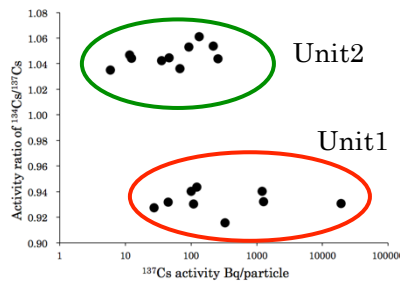 1.08
1.06
1.04
1.02
1.00
0.98
0.96
0.94
0.92
0.90
Activity ratio of ¹³⁴Cs/¹³⁷Cs
Unit2
Unit1
1 10 100 1000 10000 100000
¹³⁷Cs activity Bq/particle